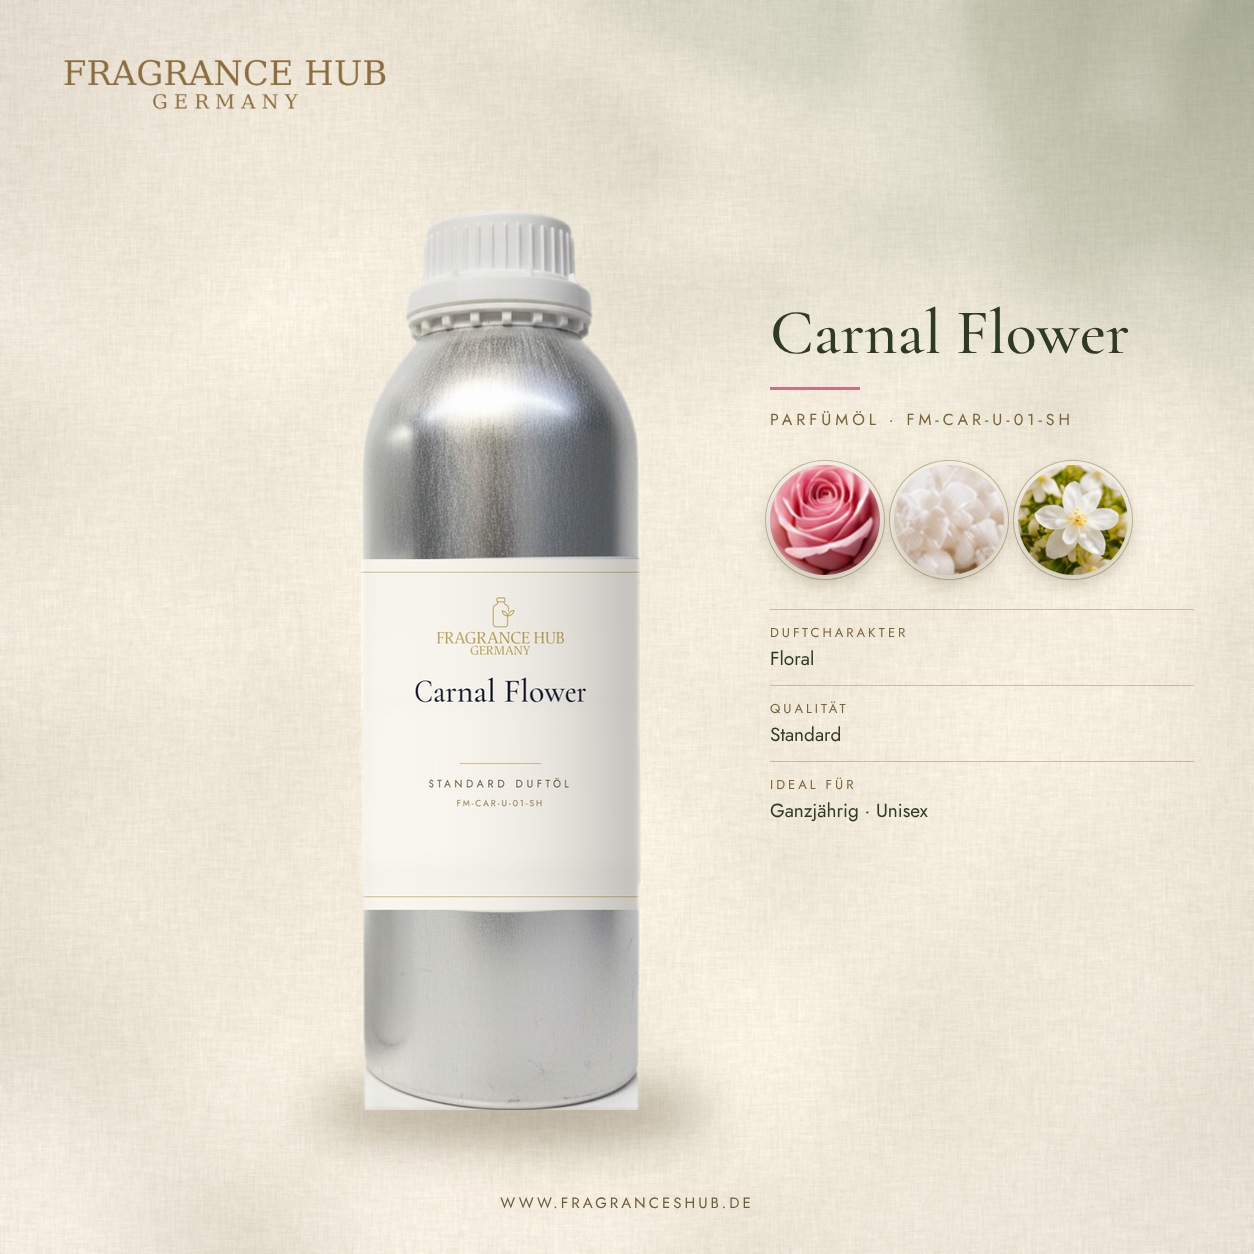 FRAGRANCE HUB
GERMANY
Carnal Flower
PARFÜMÖL · FM-CAR-U-01-SH
DUFTCHARAKTER
Floral
QUALITÄT
Standard
IDEAL FÜR
Ganzjährig · Unisex
FRAGRANCE HUB
GERMANY
Carnal Flower
STANDARD DUFTÖL
FM-CAR-U-01-SH
WWW.FRAGRANCESHUB.DE